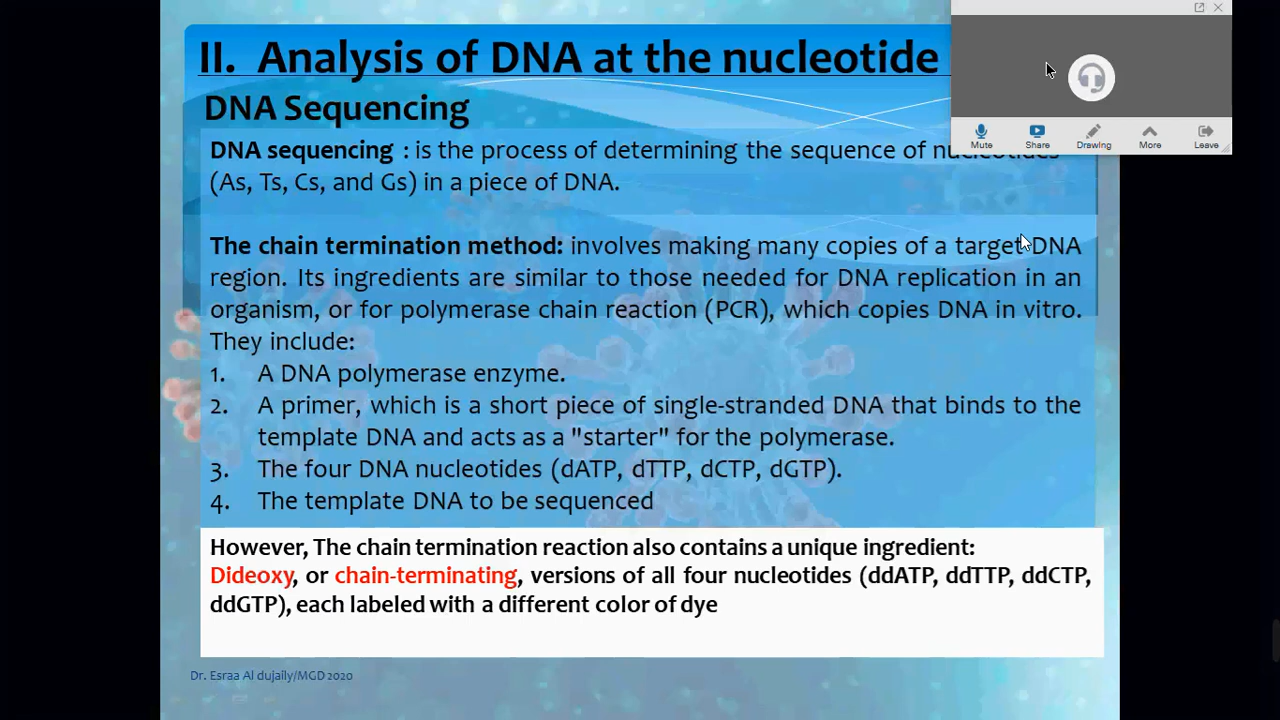 II. Analysis of DNA at the nucleotide
DNA Sequencing
DNA sequencing : is the process of determining the sequence of nucleotides
(As, Ts, Cs, and Gs) in a piece of DNA.
The chain termination method: involves making many copies of a target DNA
region. Its ingredients are similar to those needed for DNA replication in an
organism, or for polymerase chain reaction (PCR), which copies DNA in vitro.
They include:
1. A DNA polymerase enzyme.
2. A primer, which is a short piece of single-stranded DNA that binds to the
template DNA and acts as a "starter" for the polymerase.
3. The four DNA nucleotides (dATP, dTTP, dCTP, dGTP).
4. The template DNA to be sequenced
However, The chain termination reaction also contains a unique ingredient:
Dideoxy, or chain-terminating, versions of all four nucleotides (ddATP, ddTTP, ddCTP,
ddGTP), each labeled with a different color of dye
Dr. Esraa Al dujaily/MGD 2020
Mute Share Drawing More Leave